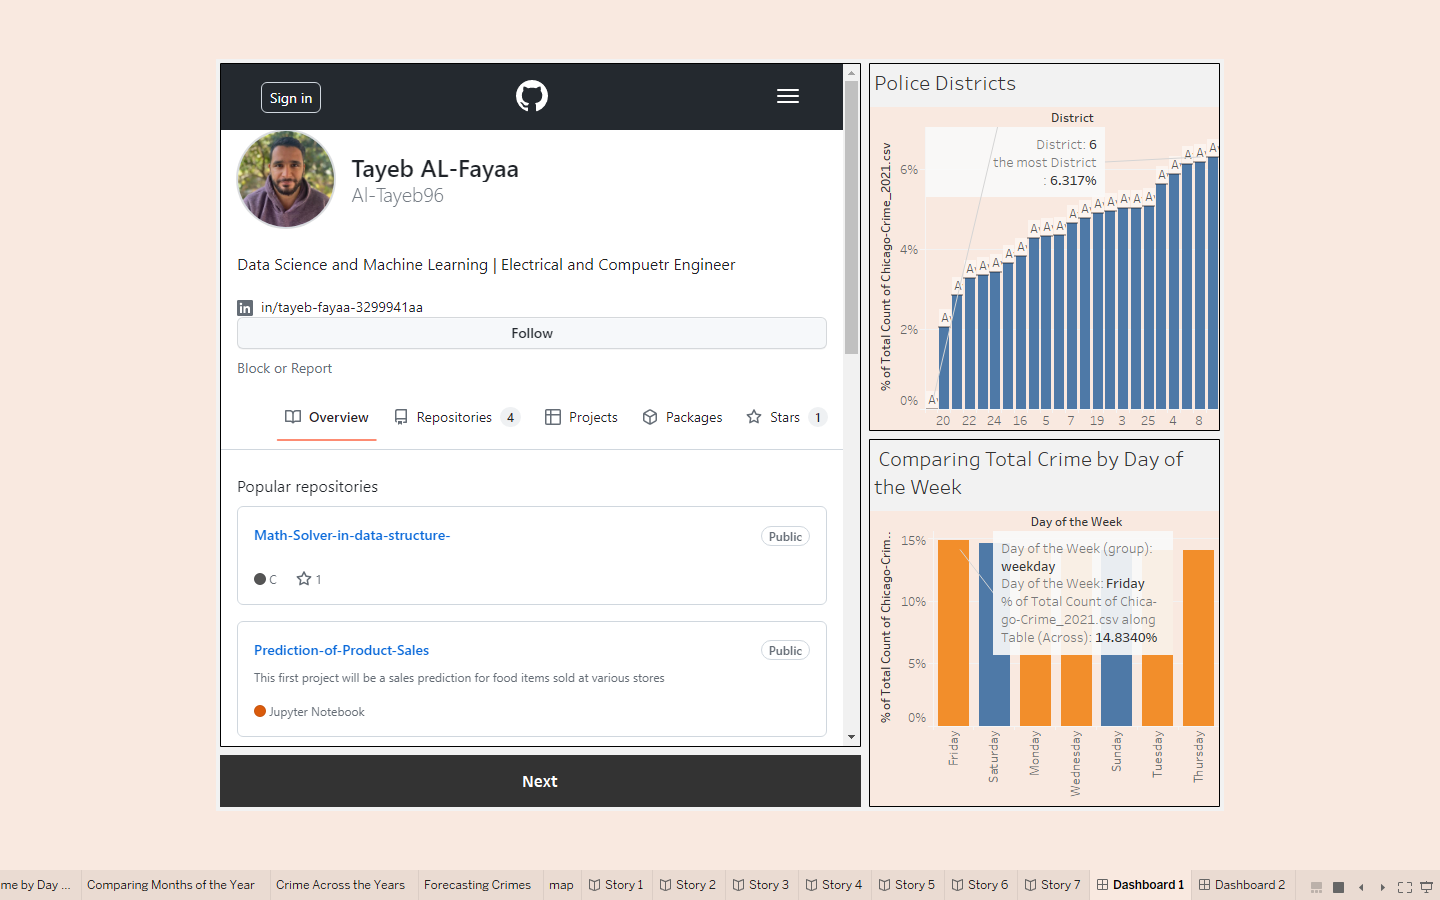 Sign in
Tayeb AL-Fayaa
Al-Tayeb96
Data Science and Machine Learning | Electrical and Compuetr Engineer
in/tayeb-fayaa-3299941aa
Follow
Block or Report
Overview
Repositories 4
Projects
Packages
Stars 1
Popular repositories
Math-Solver-in-data-structure-
Public
C
1
Prediction-of-Product-Sales
Public
This first project will be a sales prediction for food items sold at various stores
Jupyter Notebook
Next
Police Districts
District
% of Total Count of Chicago-Crime_2021.csv
6%
4%
2%
0%
District: 6
the most District
: 6.317%
20 22 24 16 5 7 19 3 25 4 8
Comparing Total Crime by Day of
the Week
Day of the Week
% of Total Count of Chicago-Crim..
15%
10%
5%
0%
Day of the Week (group):
weekday
Day of the Week: Friday
% of Total Count of Chica-
go-Crime_2021.csv along
Table (Across): 14.8340%
Friday
Saturday
Monday
Wednesday
Sunday
Tuesday
Thursday
me by Day ...
Comparing Months of the Year
Crime Across the Years
Forecasting Crimes
map
Story 1
Story 2
Story 3
Story 4
Story 5
Story 6
Story 7
Dashboard 1
Dashboard 2